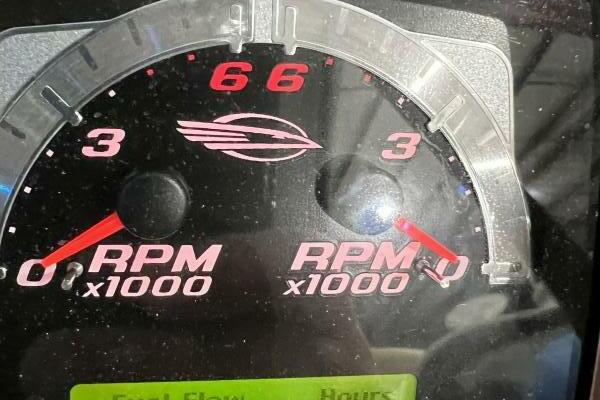 6 6
3 3
0 RPM RPM 0
x1000 x1000
Fuel Flow Hours